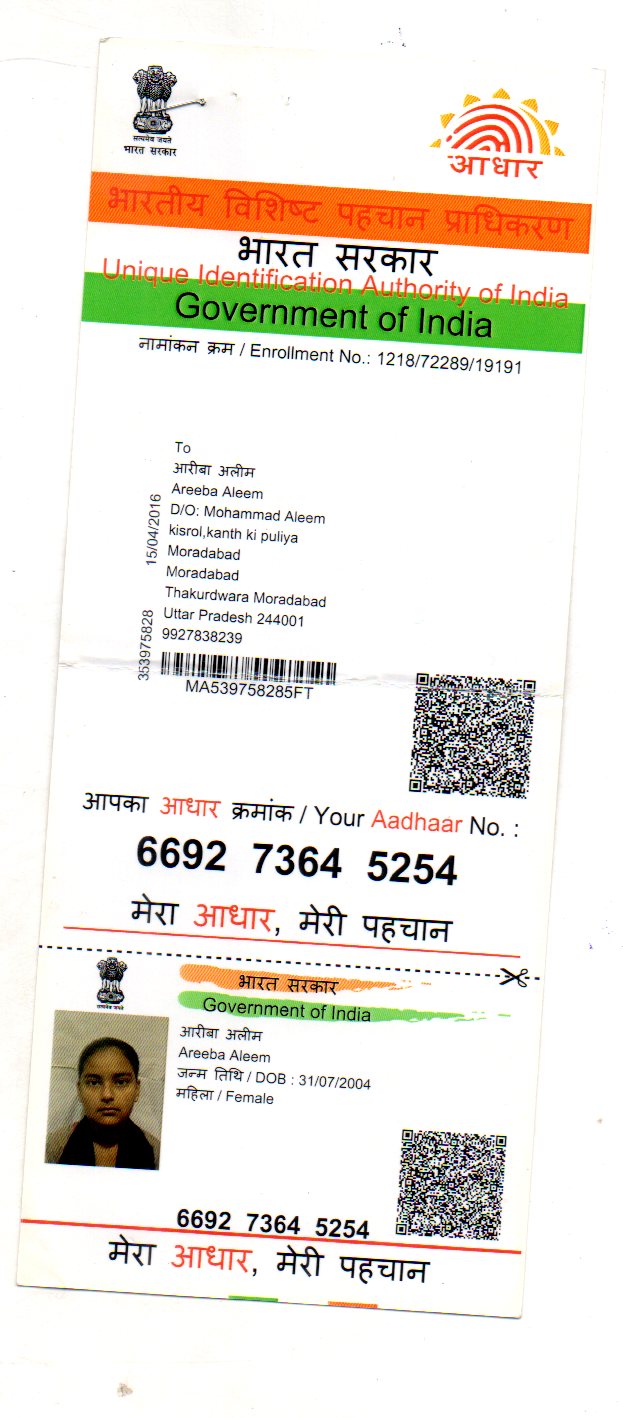 सत्यमेव जयते
भारत सरकार
आधार
भारतीय विशिष्ट पहचान प्राधिकरण
भारत सरकार
Unique Identification Authority of India
Government of India
नामांकन क्रम / Enrollment No.: 1218/72289/19191
To
आरीबा अलीम
Areeba Aleem
D/O: Mohammad Aleem
kisrol,kanth ki puliya
Moradabad
Moradabad
Thakurdwara Moradabad
Uttar Pradesh 244001
9927838239
15/04/2016
353975828
MA539758285FT
आपका आधार क्रमांक / Your Aadhaar No. :
6692 7364 5254
मेरा आधार, मेरी पहचान
भारत सरकार
Government of India
आरीबा अलीम
Areeba Aleem
जन्म तिथि / DOB : 31/07/2004
महिला / Female
6692 7364 5254
मेरा आधार, मेरी पहचान